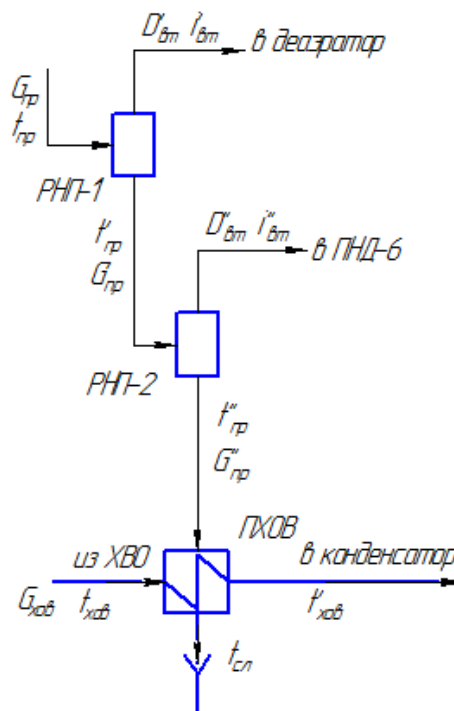 D'вт i'вт в деаэратор
Gпр
tпр
РНП-1
t'пр
Gпр
D''вт i''вт в ПНД-6
РНП-2
t''пр
G''пр
ПХОВ
из ХВО в конденсатор
Gхов tхов t'хов
tсл